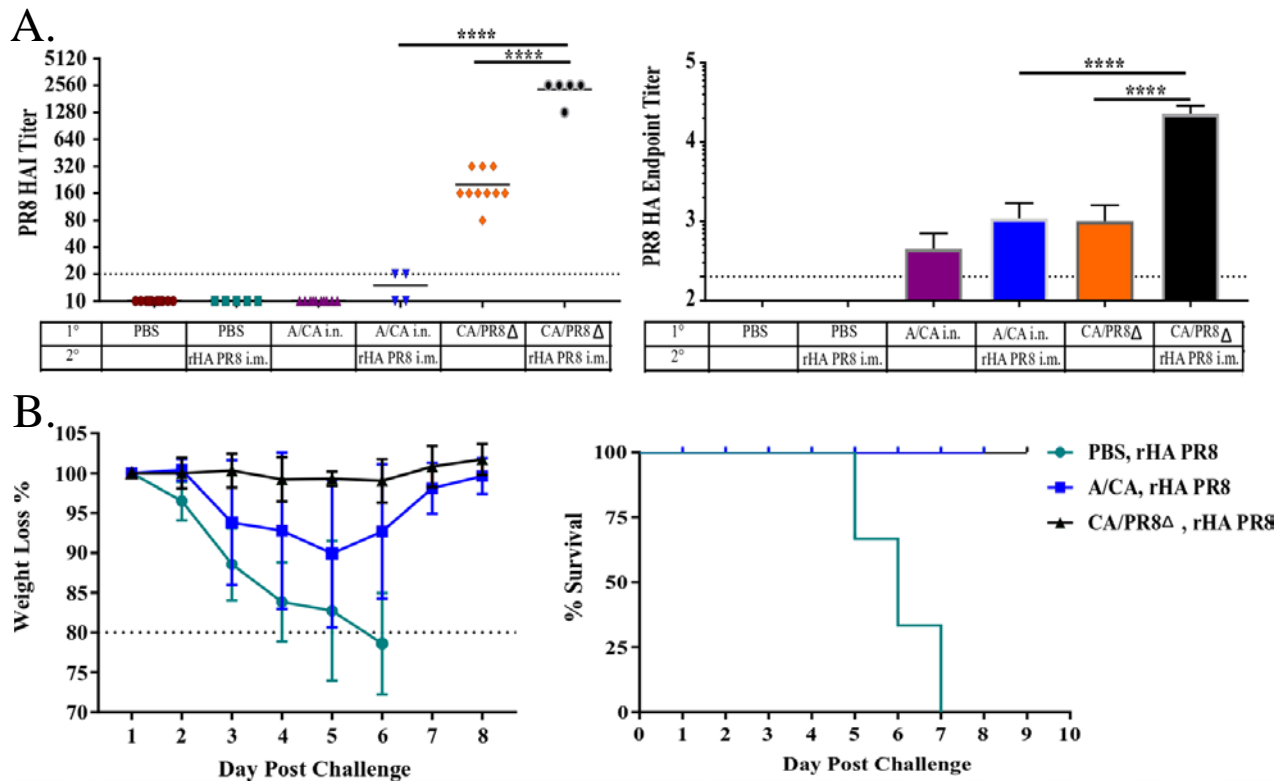 A.
****
****
PR8 HAI Titer
5120
2560
1280
640
320
160
80
40
20
10
1° PBS PBS A/CA i.n. A/CA i.n. CA/PR8Δ CA/PR8Δ
2° rHA PR8 i.m. rHA PR8 i.m. rHA PR8 i.m.
****
****
PR8 HA Endpoint Titer
5
4
3
2
1° PBS PBS A/CA i.n. A/CA i.n. CA/PR8Δ CA/PR8Δ
2° rHA PR8 i.m. rHA PR8 i.m. rHA PR8 i.m.
B.
Weight Loss %
105
100
95
90
85
80
75
70
1 2 3 4 5 6 7 8
Day Post Challenge
% Survival
100
75
50
25
0
0 1 2 3 4 5 6 7 8 9 10
Day Post Challenge
PBS, rHA PR8
A/CA, rHA PR8
CA/PR8Δ , rHA PR8